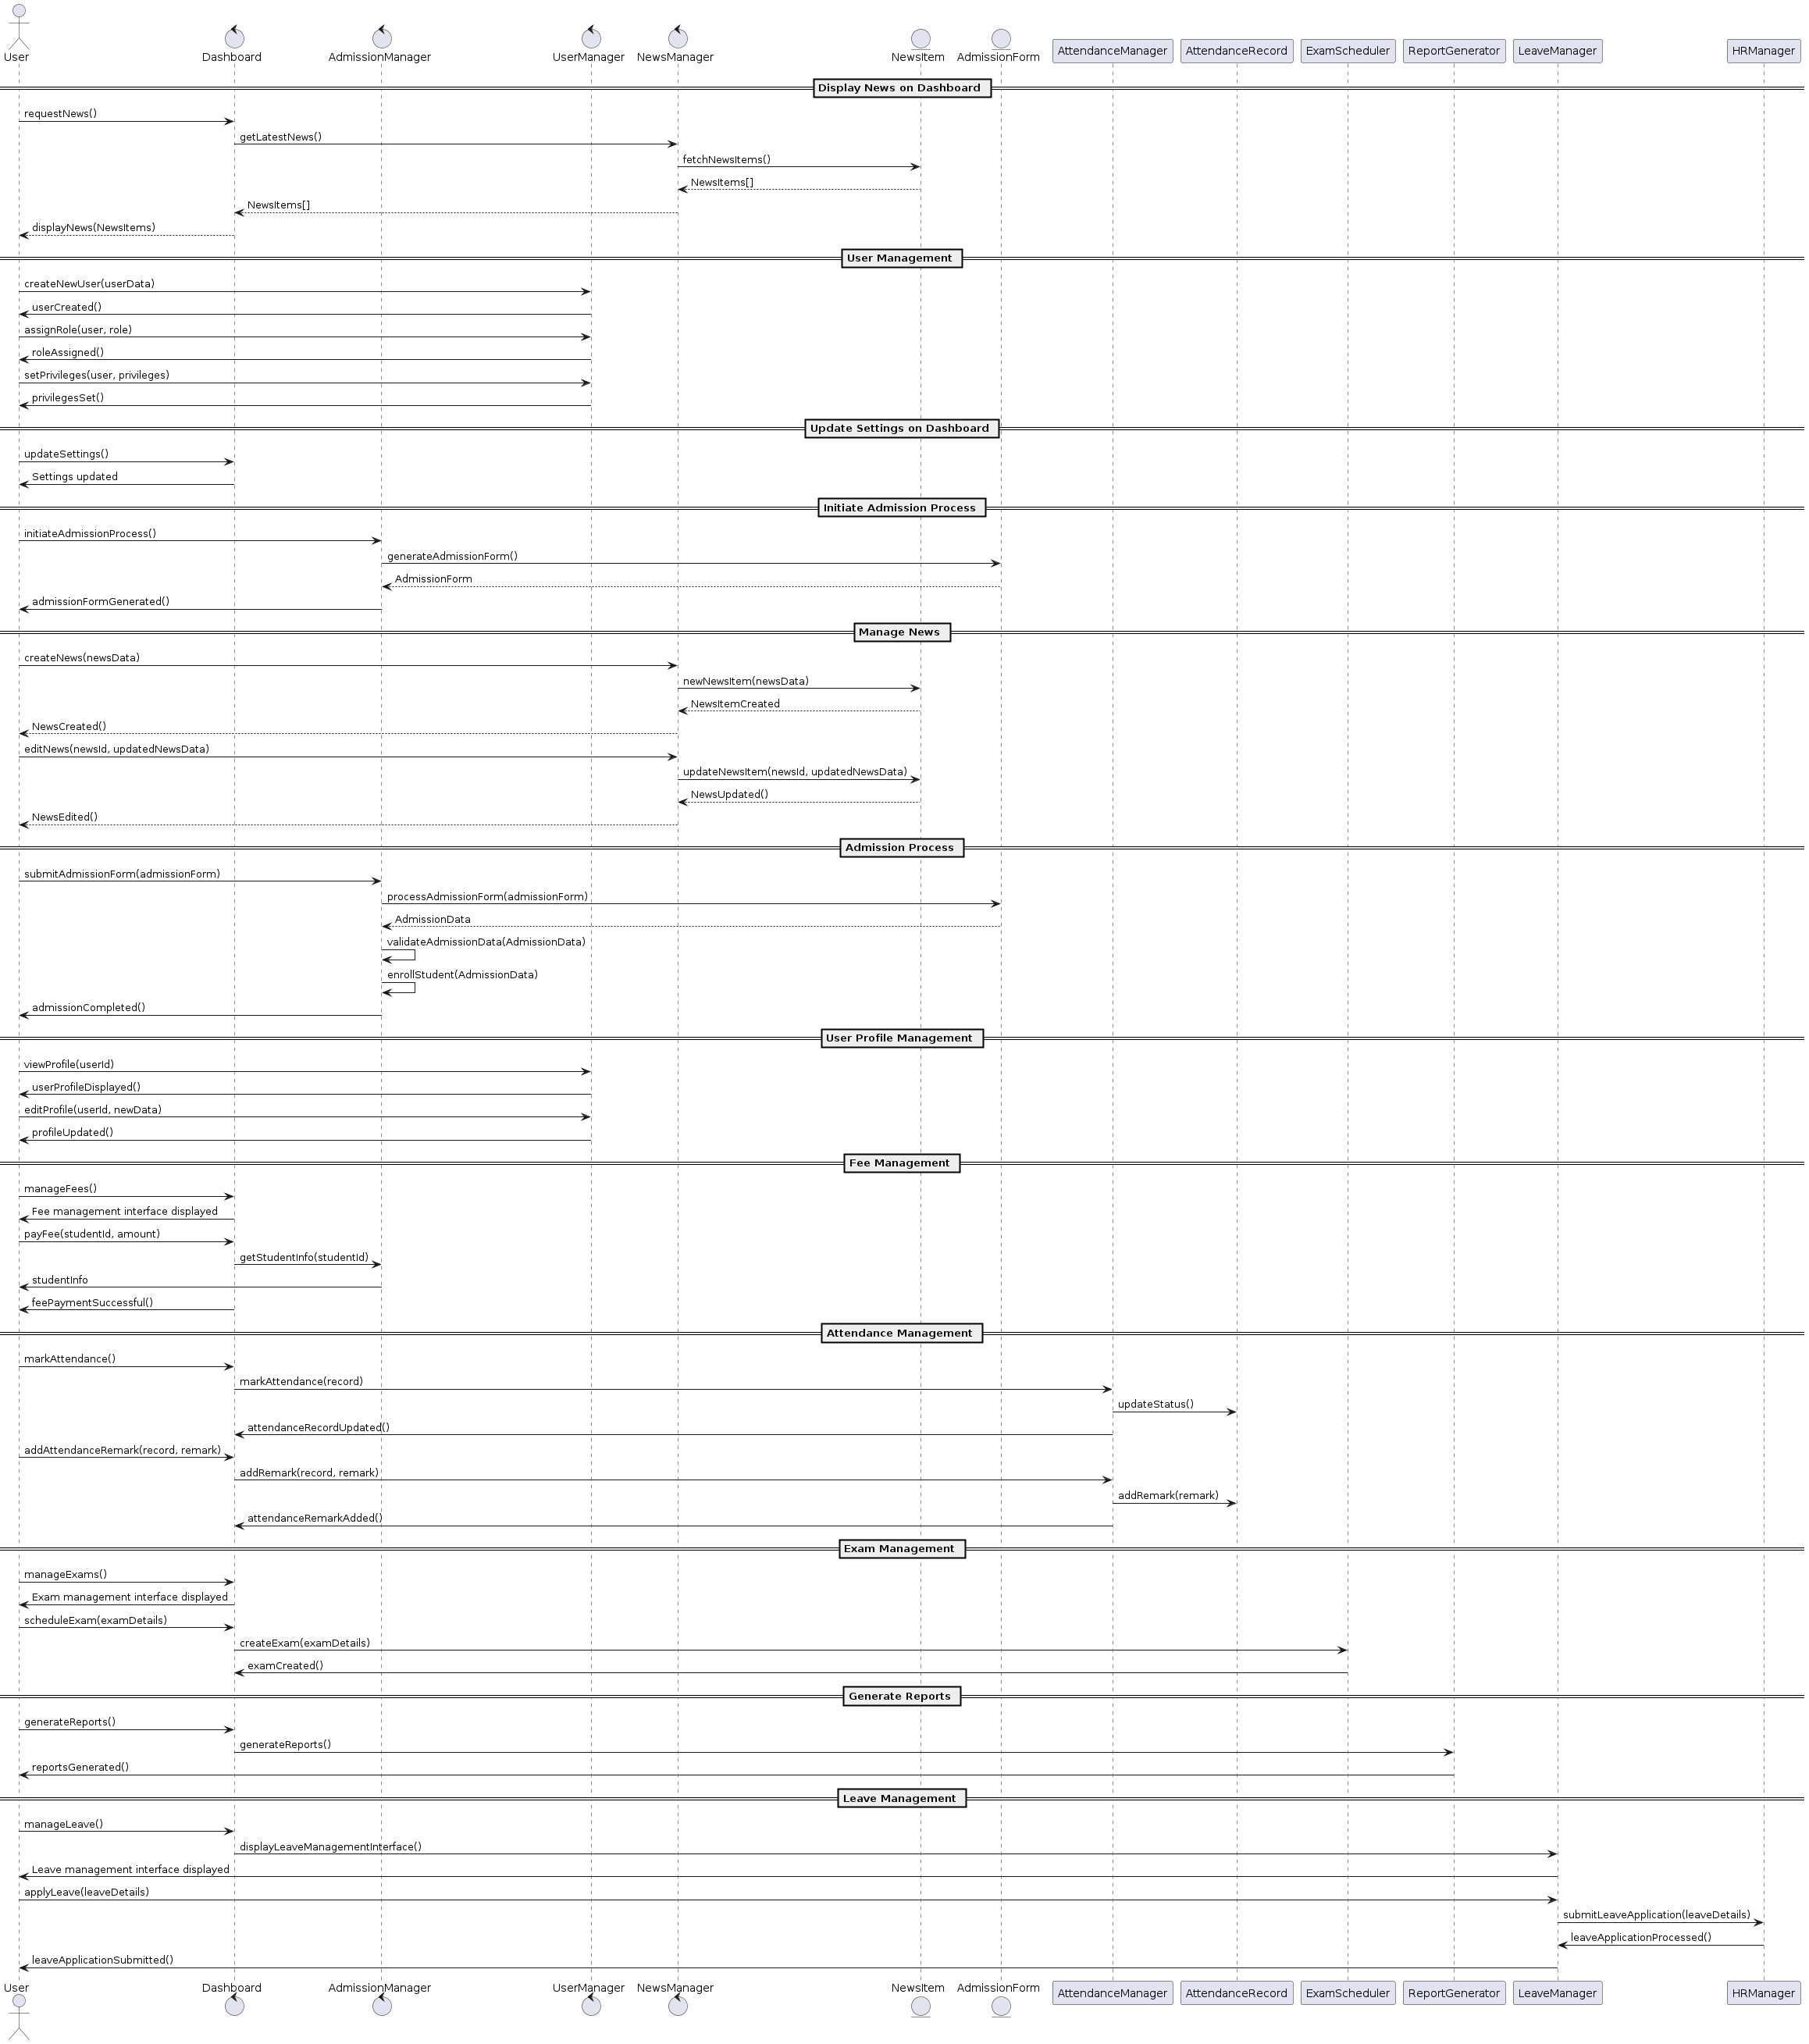 User
Dashboard
AdmissionManager
UserManager
NewsManager
NewsItem
AdmissionForm
AttendanceManager
AttendanceRecord
ExamScheduler
ReportGenerator
LeaveManager
HRManager
Display News on Dashboard
requestNews()
getLatestNews()
fetchNewsItems()
NewsItems[]
NewsItems[]
displayNews(NewsItems)
User Management
createNewUser(userData)
userCreated()
assignRole(user, role)
roleAssigned()
setPrivileges(user, privileges)
privilegesSet()
Update Settings on Dashboard
updateSettings()
Settings updated
Initiate Admission Process
initiateAdmissionProcess()
generateAdmissionForm()
AdmissionForm
admissionFormGenerated()
Manage News
createNews(newsData)
newNewsItem(newsData)
NewsItemCreated
NewsCreated()
editNews(newsId, updatedNewsData)
updateNewsItem(newsId, updatedNewsData)
NewsUpdated()
NewsEdited()
Admission Process
submitAdmissionForm(admissionForm)
processAdmissionForm(admissionForm)
AdmissionData
validateAdmissionData(AdmissionData)
enrollStudent(AdmissionData)
admissionCompleted()
User Profile Management
viewProfile(userId)
userProfileDisplayed()
editProfile(userId, newData)
profileUpdated()
Fee Management
manageFees()
Fee management interface displayed
payFee(studentId, amount)
getStudentInfo(studentId)
studentInfo
feePaymentSuccessful()
Attendance Management
markAttendance()
markAttendance(record)
updateStatus()
attendanceRecordUpdated()
addAttendanceRemark(record, remark)
addRemark(record, remark)
addRemark(remark)
attendanceRemarkAdded()
Exam Management
manageExams()
Exam management interface displayed
scheduleExam(examDetails)
createExam(examDetails)
examCreated()
Generate Reports
generateReports()
generateReports()
reportsGenerated()
Leave Management
manageLeave()
displayLeaveManagementInterface()
Leave management interface displayed
applyLeave(leaveDetails)
submitLeaveApplication(leaveDetails)
leaveApplicationProcessed()
leaveApplicationSubmitted()
User
Dashboard
AdmissionManager
UserManager
NewsManager
NewsItem
AdmissionForm
AttendanceManager
AttendanceRecord
ExamScheduler
ReportGenerator
LeaveManager
HRManager